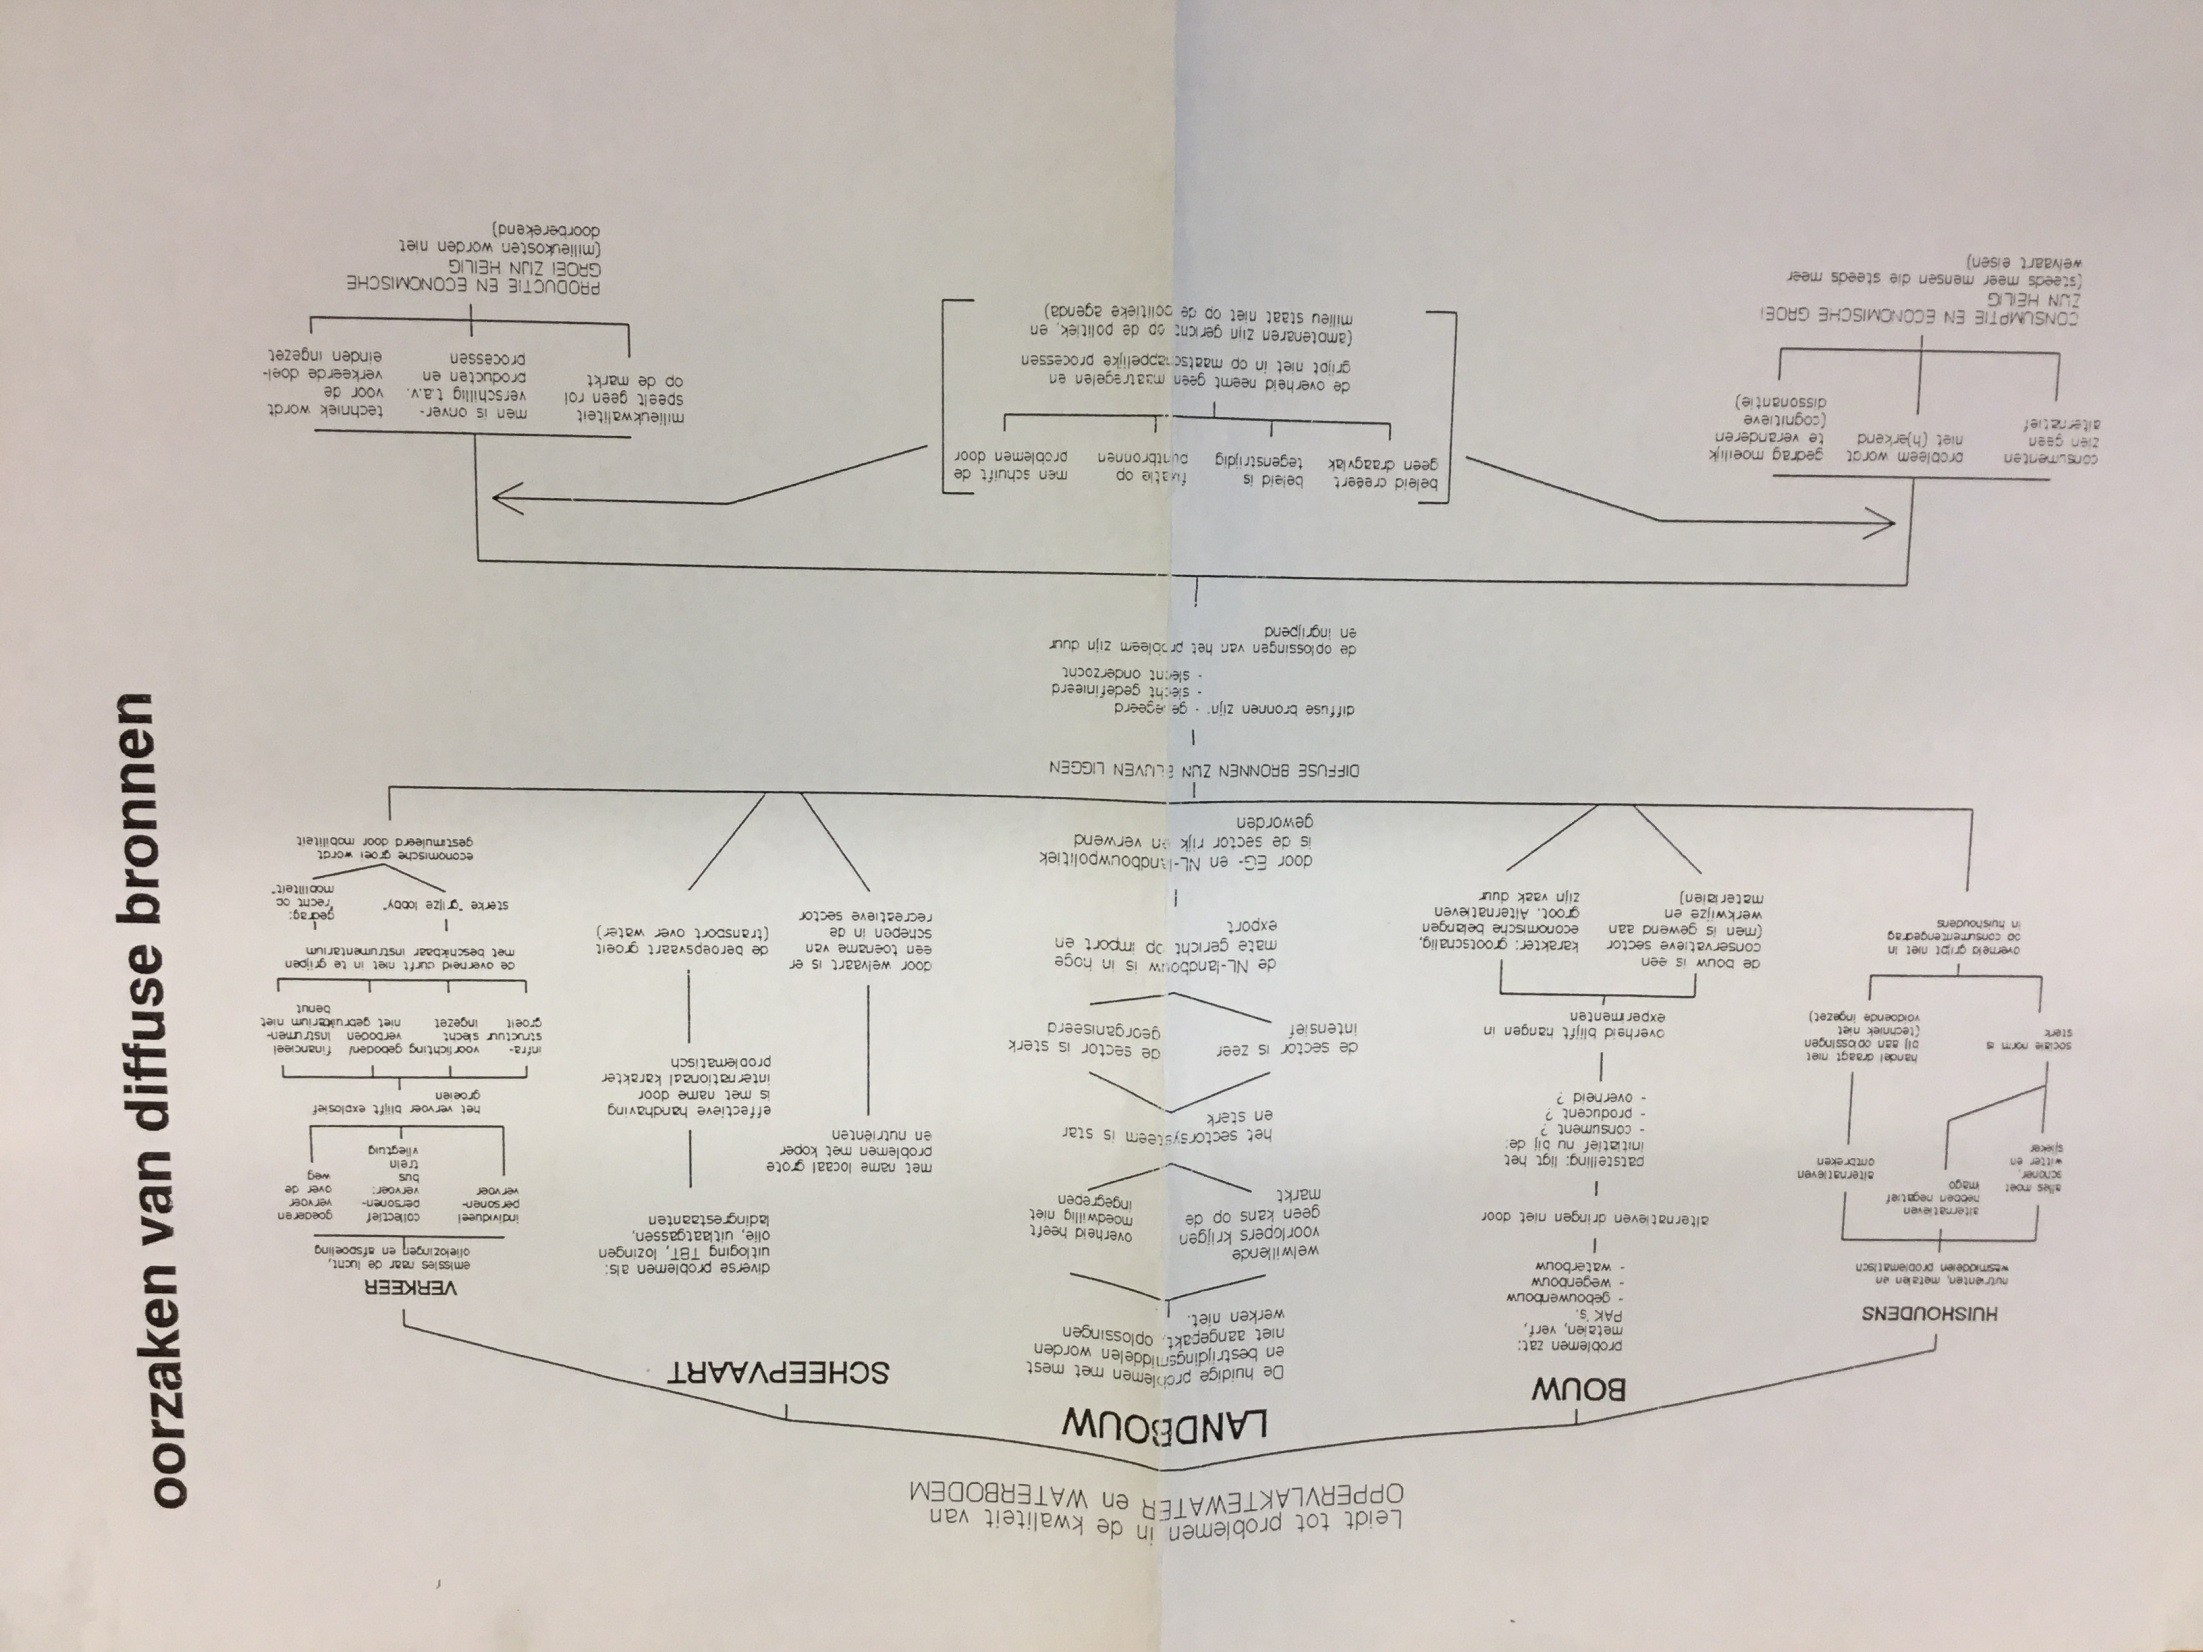 oorzaken van diffuse bronnen
Leidt tot problemen in de kwaliteit van
OPPERVLAKTEWATER en WATERBODEM
HUISHOUDENS
nutrienten, metalen en
wasmiddelen problematisch
alles moet
schoner,
witter en
sjieker
alternatieven
hebben negatief
imago
alternatieven
ontbreken
sociale norm is
sterk
handel draagt niet
bij aan oplossingen
(techniek niet
voldoende ingezet)
overheid gript niet in
op consumentengedrag
in huishoudens
BOUW
problemen zat:
metalen, verf,
PAK's.
- gebouwenbouw
- wegenbouw
- waterbouw
alternatieven dringen niet door
patstelling: ligt het
initiatief nu bij de:
- consument ?
- producent ?
- overheid ?
overheid blijft hangen in
experimenten
de bouw is een
conservatieve sector
(men is gewend aan
werkwijze en
materialen)
karakter: grootschalig,
economische belangen
groot. Alternatieven
zijn vaak duur
LANDBOUW
De huidige problemen met mest
en bestrijdingsmiddelen worden
niet aangepakt, oplossingen
werken niet.
welwillende
voorlopers krijgen
geen kans op de
markt
overheid heeft
moedwillig niet
ingegrepen
het sectorsysteem is star
en sterk
de sector is zeer
intensief
de sector is sterk
georganiseerd
de NL-landbouw is in hoge
mate gericht op import en
export
door EG- en NL-landbouwpolitiek
is de sector rijk en verwend
geworden
SCHEEPVAART
diverse problemen als:
uitloging TBT, lozingen
olie, uitlaatgassen,
ladingrestanten
met name locaal grote
problemen met koper
en nutriënten
effectieve handhaving
is met name door
internationaal karakter
problematisch
door welvaart is er
een toename van
schepen in de
recreatieve sector
de beroepsvaart groeit
(transport over water)
VERKEER
emissies naar de lucht,
olielozingen en afspoeling
individueel
personen-
vervoer
collectief
personen-
vervoer:
bus
trein
vliegtuig
goederen
vervoer
over de
weg
het vervoer blijft explosief
groeien
infra-
structuur
groeit
voorlichting
slecht
ingezet
geboden/
verboden
niet gebruikt
financieel
instrumen-
tarium niet
benut
de overheid durft niet in te grijpen
met beschikbaar instrumentarium
sterke "grijze lobby"
gedrag:
"recht op
mobiliteit"
economische groei wordt
gestimuleerd door mobiliteit
DIFFUSE BRONNEN ZIJN BLIJVEN LIGGEN
diffuse bronnen zijn: - genegeerd
- slecht gedefinieerd
- slecht onderzocht
de oplossingen van het probleem zijn duur
en ingrijpend
consumenten
zien geen
alternatief
probleem wordt
niet (h)erkend
gedrag moeilijk
te veranderen
(cognitieve
dissonantie)
CONSUMPTIE EN ECONOMISCHE GROEI
ZIJN HEILIG
(steeds meer mensen die steeds meer
welvaart eisen)
beleid creëert
geen draagvlak
beleid is
tegenstrijdig
fixatie op
puntbronnen
men schuift de
problemen door
de overheid neemt geen maatregelen en
grijpt niet in op maatschappelijke processen
(ambtenaren zijn gericht op de politiek, en
milieu staat niet op de politieke agenda)
milieukwaliteit
speelt geen rol
op de markt
men is onver-
verschillig t.a.v.
producten en
processen
techniek wordt
voor de
verkeerde doel-
einden ingezet
PRODUCTIE EN ECONOMISCHE
GROEI ZIJN HEILIG
(milieukosten worden niet
doorberekend)